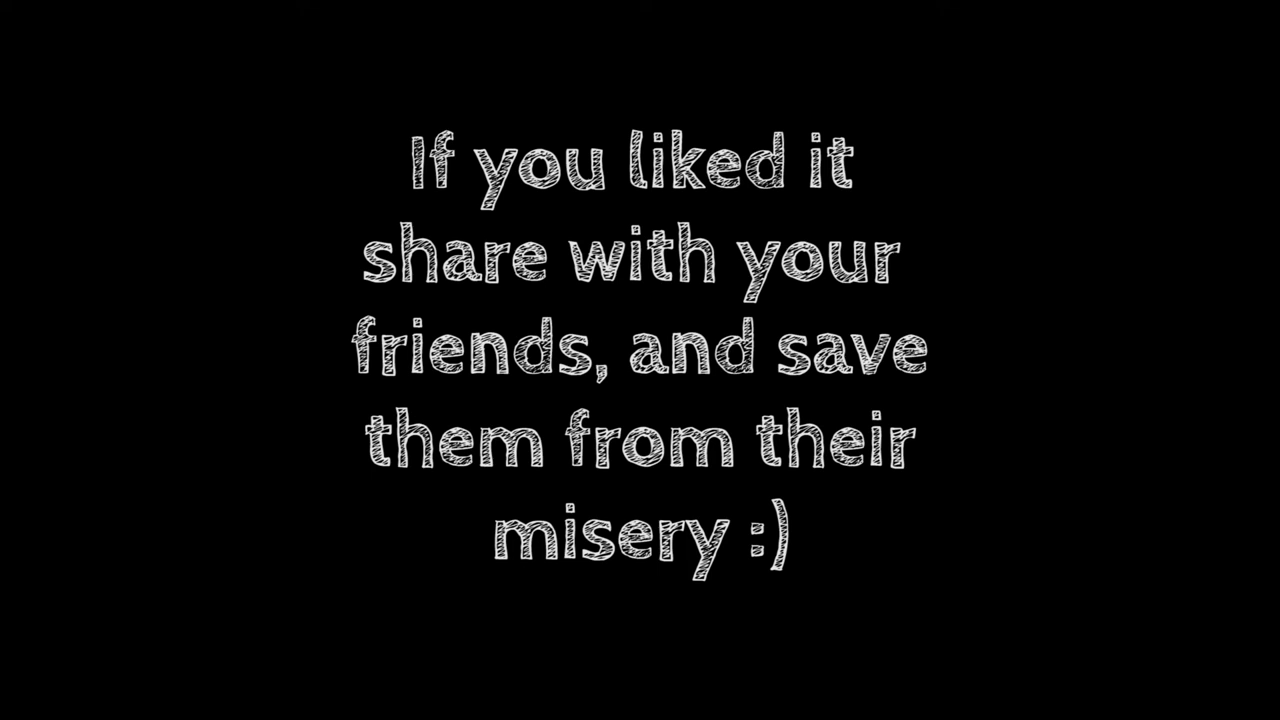 If you liked it
share with your
friends, and save
them from their
misery :)